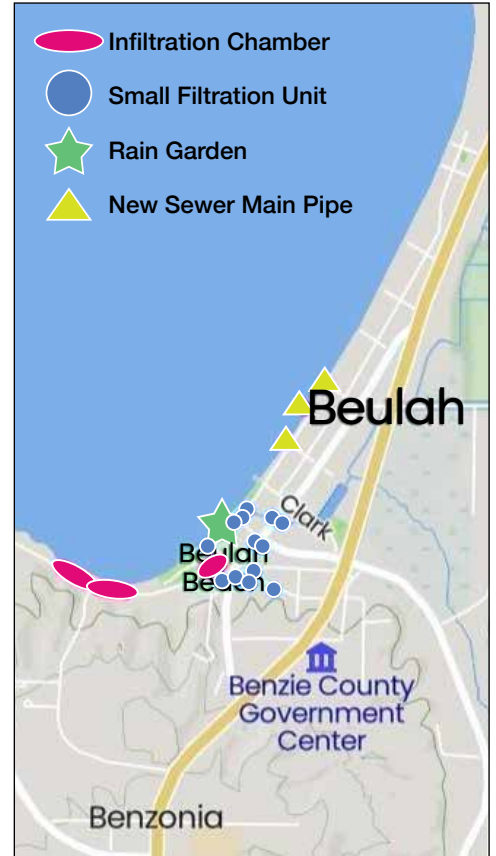 Infiltration Chamber
Small Filtration Unit
Rain Garden
New Sewer Main Pipe
Beulah
Clark
Beulah
Beach
Benzie County
Government
Center
Benzonia